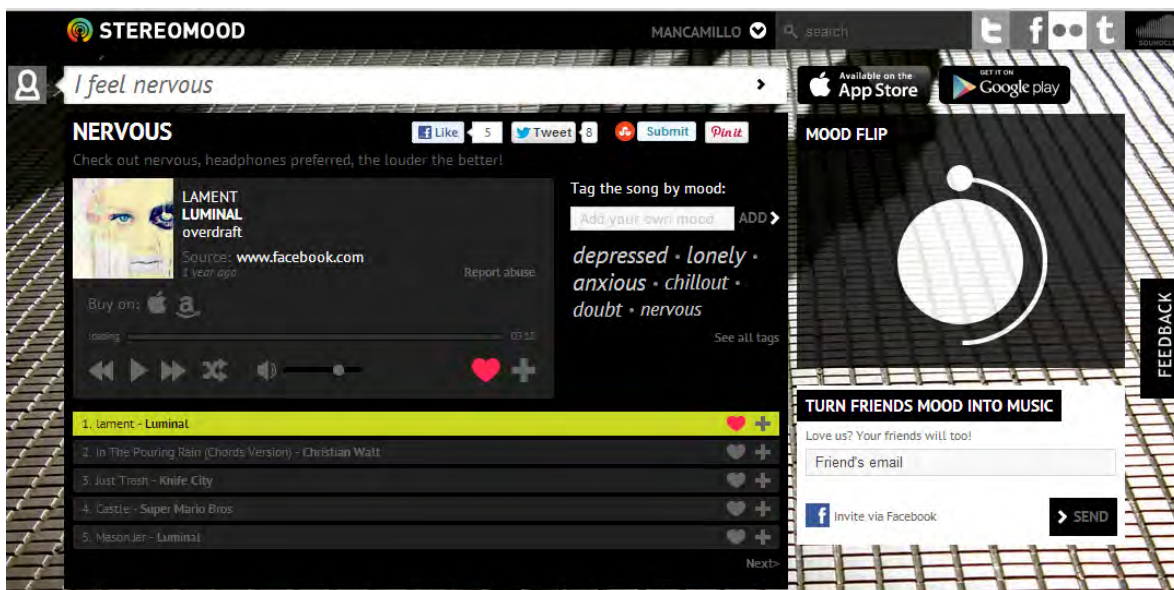 STEREOMOOD
MANCAMILLO
search
SOUNDCLOUD
I feel nervous
Available on the
App Store
GET IT ON
Google play
NERVOUS
Like 5
Tweet 8
Submit
Pin it
Check out nervous, headphones preferred, the louder the better!
LAMENT
LUMINAL
overdraft
Source: www.facebook.com
1 year ago
Report abuse
Buy on:
loading
03:18
Tag the song by mood:
Add your own mood
ADD
depressed • lonely •
anxious • chillout •
doubt • nervous
See all tags
1. lament - Luminal
2. In The Pouring Rain (Chords Version) - Christian Walt
3. Just Trash - Knife City
4. Castle - Super Mario Bros
5. Mason Jar - Luminal
Next>
MOOD FLIP
FEEDBACK
TURN FRIENDS MOOD INTO MUSIC
Love us? Your friends will too!
Friend's email
Invite via Facebook
SEND